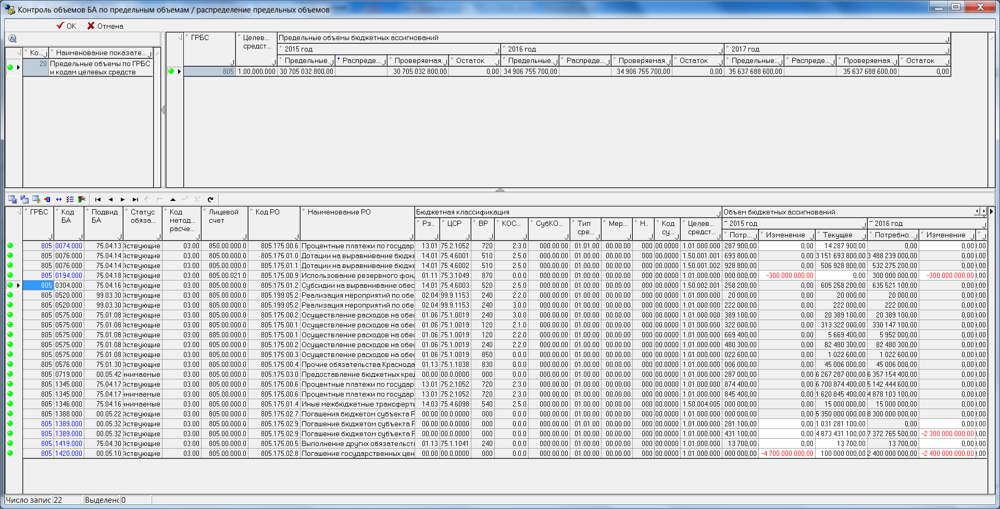 Контроль объемов БА по предельным объемам / распределение предельных объемов
ОК Отмена
Ко... Наименование показате...
20 Предельные объемы по ГРБС
и кодам целевых средств
ГРБС Целев... Предельные объемы бюджетных ассигнований
средст...
2015 год 2016 год 2017 год
Предельные... Распреде... Проверяемая... Остаток Предельные... Распреде... Проверяемая... Остаток Предельные... Распреде... Проверяемая... Остаток
805 1.00.00.000 30 705 032 800,00 30 705 032 800,00 0,00 34 906 755 700,00 34 906 755 700,00 0,00 35 637 688 600,00 35 637 688 600,00 0,00
ГРБС Код Подвид Статус Код Лицевой Код РО Наименование РО Бюджетная классификация Объем бюджетных ассигнований
БА БА обяза... метод... счет Рз... ЦСР ВР КОС... СубКО... Тип Мер... Н... Код Целев... 2015 год 2016 год
расче... сре... су... средст... Потр... Изменение Текущее Потребно... Изменение
805 0074.000 75.04.13 йствующие 03.00 850.00.000.0 805.175.00.6 Процентные платежи по государ 13.01 75.2.1052 720 2.3.0 000.00.00 01.01.00 00.00.00 000 00.0000 1.01.000.000 287 900,00 0,00 14 287 900,00 0,00 0,00 ,00
805 0076.000 75.04.14 йствующие 03.00 805.00.000.0 805.175.01.0 Дотации на выравнивание бюдже 14.01 75.4.6001 510 2.5.0 000.00.00 01.00.00 00.00.00 000 00.0000 1.50.001.001 693 800,00 0,00 3 151 693 800,00 3 488 239 000,00 0,00 ,00
805 0076.000 75.04.14 йствующие 03.00 805.00.000.0 805.175.01.1 Дотации на выравнивание бюдже 14.01 75.4.6002 510 2.5.0 000.00.00 01.00.00 00.00.00 000 00.0000 1.50.001.002 928 800,00 0,00 506 928 800,00 532 275 200,00 0,00 ,00
805 0194.000 75.04.18 йствующие 03.00 805.00.021.0 805.175.00.9 Использование резервного фон 01.11 75.3.1049 870 0.0.0 000.00.00 01.00.00 00.00.00 000 00.0000 1.01.000.000 000 000,00 -300 000 000,00 0,00 300 000 000,00 -300 000 000,00 ,00
805 0304.000 75.04.16 йствующие 03.00 805.00.000.0 805.175.01.2 Субсидии на выравнивание обес 14.01 75.4.6003 520 2.5.0 000.00.00 01.00.00 00.00.00 000 00.0000 1.50.002.001 258 200,00 0,00 605 258 200,00 635 521 100,00 0,00 ,00
805 0520.000 99.03.30 йствующие 03.00 805.00.000.0 805.199.05.2 Реализация мероприятий по обе 02.04 99.9.1153 240 2.2.0 000.00.00 01.00.00 00.00.00 000 00.0000 1.01.000.000 20 000,00 0,00 20 000,00 20 000,00 0,00 ,00
805 0520.000 99.03.30 йствующие 03.00 805.00.000.0 805.199.05.2 Реализация мероприятий по обе 02.04 99.9.1153 240 3.0.0 000.00.00 01.00.00 00.00.00 000 00.0000 1.01.000.000 222 000,00 0,00 222 000,00 222 000,00 0,00 ,00
805 0575.000 75.01.08 йствующие 03.00 805.00.000.0 805.175.00.2 Осуществление расходов на обес 01.06 75.1.0019 240 3.0.0 000.00.00 01.00.00 00.00.00 000 00.0000 1.01.000.000 389 100,00 0,00 20 389 100,00 20 389 100,00 0,00 ,00
805 0575.000 75.01.08 йствующие 03.00 805.00.000.0 805.175.00.1 Осуществление расходов на обес 01.06 75.1.0019 120 2.1.0 000.00.00 01.00.00 00.00.00 000 00.0000 1.01.000.000 322 000,00 0,00 313 322 000,00 330 147 100,00 0,00 ,00
805 0575.000 75.01.08 йствующие 03.00 805.00.000.0 805.175.00.1 Осуществление расходов на обес 01.06 75.1.0019 120 2.2.0 000.00.00 01.00.00 00.00.00 000 00.0000 1.01.000.000 669 400,00 0,00 5 669 400,00 5 952 000,00 0,00 ,00
805 0575.000 75.01.08 йствующие 03.00 805.00.000.0 805.175.00.2 Осуществление расходов на обес 01.06 75.1.0019 240 2.2.0 000.00.00 01.00.00 00.00.00 000 00.0000 1.01.000.000 480 300,00 0,00 82 480 300,00 82 480 300,00 0,00 ,00
805 0575.000 75.01.08 йствующие 03.00 805.00.000.0 805.175.00.3 Осуществление расходов на обес 01.06 75.1.0019 850 0.0.0 000.00.00 01.00.00 00.00.00 000 00.0000 1.01.000.000 022 600,00 0,00 1 022 600,00 1 022 600,00 0,00 ,00
805 0576.000 75.01.30 йствующие 03.00 805.00.000.0 805.175.00.4 Прочие обязательства Краснода 01.13 75.1.1038 830 0.0.0 000.00.00 01.00.00 00.00.00 000 00.0000 1.01.000.000 006 000,00 0,00 45 006 000,00 45 006 000,00 0,00 ,00
805 0719.000 00.05.42 инимаемые 03.00 805.00.000.0 805.175.03.0 Предоставление бюджетных кред 00.00 00.0.0000 000 0.0.0 000.00.00 01.00.00 00.00.00 000 00.0000 1.01.000.000 287 000,00 0,00 6 267 287 000,00 6 357 154 400,00 0,00 ,00
805 1345.000 75.04.17 йствующие 03.00 805.00.000.0 805.175.00.6 Процентные платежи по государ 13.01 75.2.1052 720 2.3.0 000.00.00 01.00.00 00.00.00 000 00.0000 1.01.000.000 874 400,00 0,00 6 700 874 400,00 5 142 444 600,00 0,00 ,00
805 1345.000 75.04.17 инимаемые 03.00 805.00.000.0 805.175.00.6 Процентные платежи по государ 13.01 75.2.1052 720 2.3.0 000.00.00 01.00.00 00.00.00 000 00.0000 1.01.000.000 845 400,00 0,00 1 620 845 400,00 4 878 103 100,00 0,00 ,00
805 1346.000 75.04.16 инимаемые 03.00 805.00.000.0 805.175.01.4 Иные межбюджетные трансферть 14.03 75.4.6098 540 2.5.0 000.00.00 01.00.00 00.00.00 000 00.0000 1.50.004.005 000 000,00 0,00 15 000 000,00 15 000 000,00 0,00 ,00
805 1388.000 00.05.22 йствующие 03.00 805.00.000.0 805.175.02.7 Погашения бюджетом субъекта Р 00.00 00.0.0000 000 0.0.0 000.00.00 01.00.00 00.00.00 000 00.0000 1.01.000.000 000 000,00 0,00 5 350 000 000,00 8 300 000 000,00 0,00 ,00
805 1389.000 00.05.32 йствующие 03.00 805.00.000.0 805.175.02.9 Погашение бюджетом субъекта Р 00.00 00.0.0000 000 0.0.0 000.00.00 01.01.00 00.00.00 000 00.0000 1.01.000.000 281 100,00 0,00 1 031 281 100,00 0,00 0,00 ,00
805 1389.000 00.05.32 йствующие 03.00 805.00.000.0 805.175.02.9 Погашение бюджетом субъекта Р 00.00 00.0.0000 000 0.0.0 000.00.00 01.00.00 00.00.00 000 00.0000 1.01.000.000 431 100,00 0,00 4 873 431 100,00 7 372 765 500,00 -2 300 000 000,00 ,00
805 1419.000 75.04.30 йствующие 03.00 805.00.000.0 805.175.00.5 Выполнение других обязательст 01.13 75.1.1041 240 0.0.0 000.00.00 01.00.00 00.00.00 000 00.0000 1.01.000.000 13 700,00 0,00 13 700,00 13 700,00 0,00 ,00
805 1420.000 00.05.10 йствующие 03.00 805.00.000.0 805.175.02.8 Погашение государственных цен 00.00 00.0.0000 000 0.0.0 000.00.00 01.00.00 00.00.00 000 00.0000 1.01.000.000 000 000,00 -4 700 000 000,00 100 000 000,00 2 400 000 000,00 -2 400 000 000,00 ,00
Число запис 22 Выделено 0